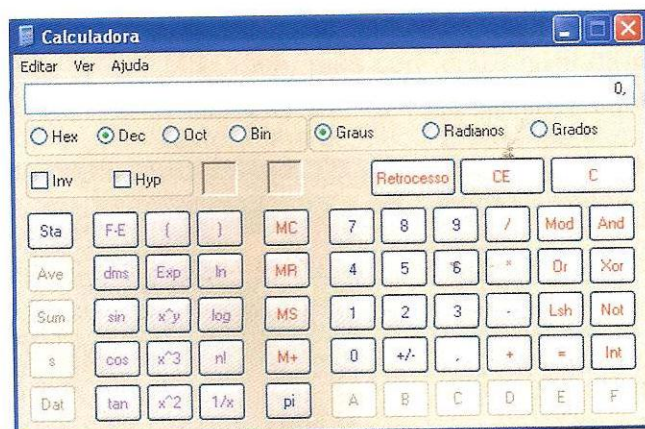 Calculadora
Editar Ver Ajuda
0,
Hex Dec Oct Bin Graus Radianos Grados
Inv Hyp Retrocesso CE C
Sta F-E ( ) MC 7 8 9 / Mod And
Ave dms Exp ln MR 4 5 6 * Or Xor
Sum sin x^y log MS 1 2 3 - Lsh Not
s cos x^3 n! M+ 0 +/- , + = Int
Dat tan x^2 1/x pi A B C D E F